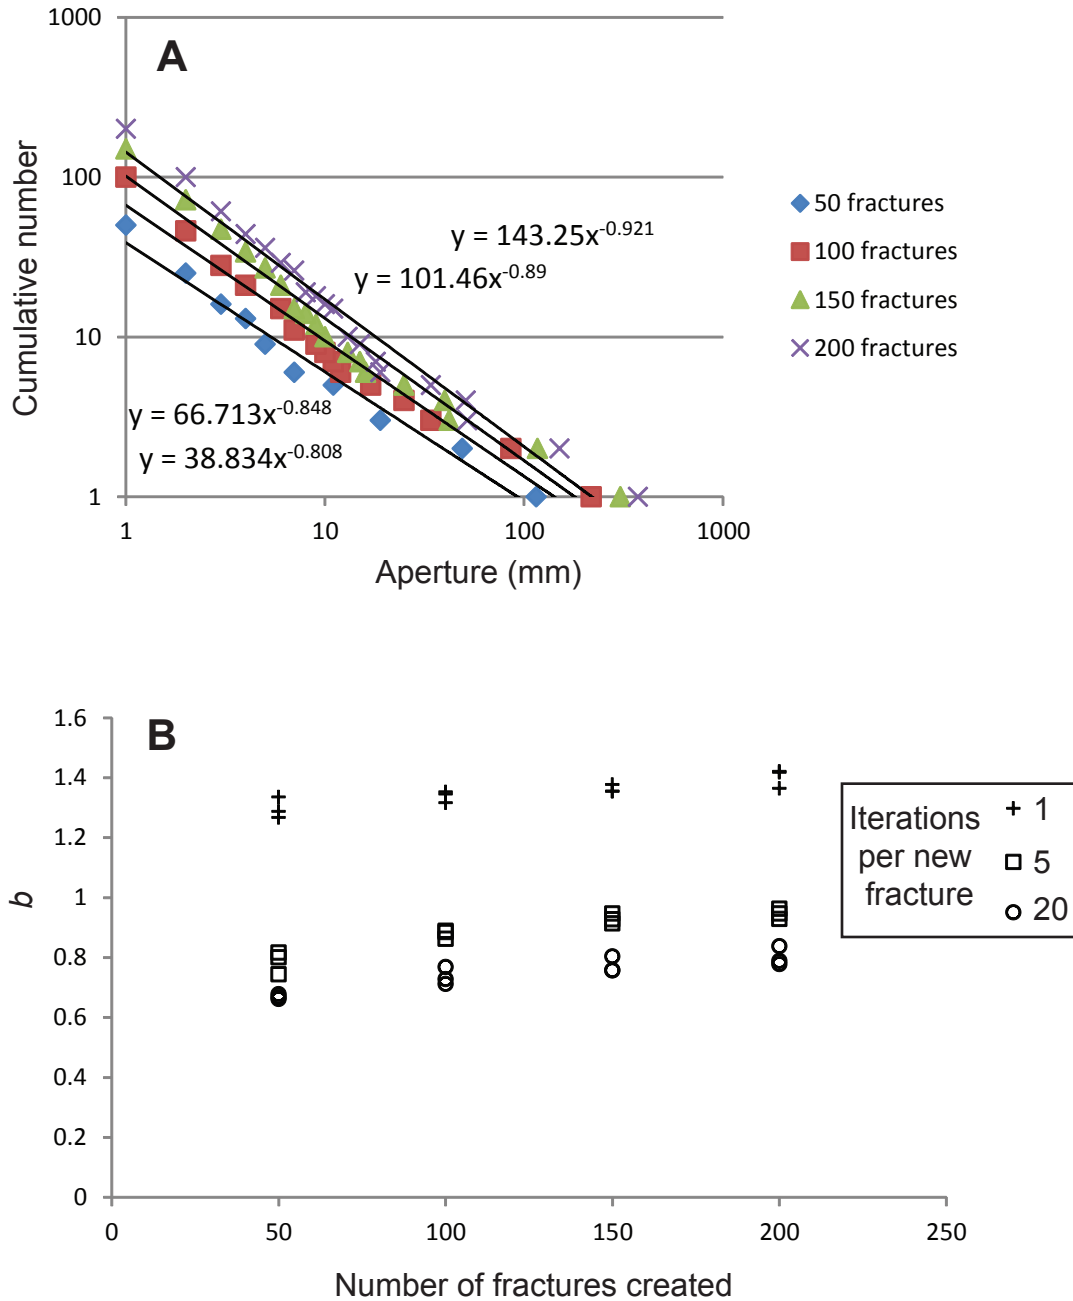 A
1000
100
10
1
Cumulative number
1
10
100
1000
Aperture (mm)
y = 143.25x^-0.921
y = 101.46x^-0.89
y = 66.713x^-0.848
y = 38.834x^-0.808
50 fractures
100 fractures
150 fractures
200 fractures
B
1.6
1.4
1.2
1
0.8
0.6
0.4
0.2
0
b
0
50
100
150
200
250
Number of fractures created
Iterations
per new
fracture
1
5
20